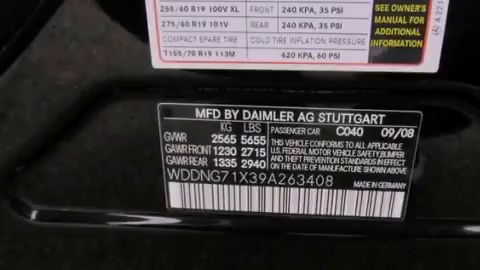 255/40 R19 100V XL FRONT 240 KPA, 35 PSI
275/40 R19 101V REAR 240 KPA, 35 PSI
COMPACT SPARE TIRE COLD TIRE INFLATION PRESSURE
T155/70 R19 113M 420 KPA, 60 PSI
SEE OWNER'S
MANUAL FOR
ADDITIONAL
INFORMATION
A 221
MFD BY DAIMLER AG STUTTGART
KG LBS PASSENGER CAR C040 09/08
GVWR 2565 5655
GAWR FRONT 1230 2715
GAWR REAR 1335 2940
THIS VEHICLE CONFORMS TO ALL APPLICABLE
U.S. FEDERAL MOTOR VEHICLE SAFETY,BUMPER
AND THEFT PREVENTION STANDARDS IN EFFECT
ON THE DATE OF MANUFACTURE SHOWN ABOVE.
WDDNG71X39A263408